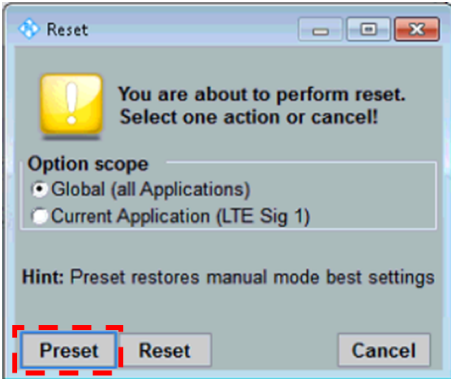 Reset
You are about to perform reset.
Select one action or cancel!
Option scope
Global (all Applications)
Current Application (LTE Sig 1)
Hint: Preset restores manual mode best settings
Preset Reset Cancel